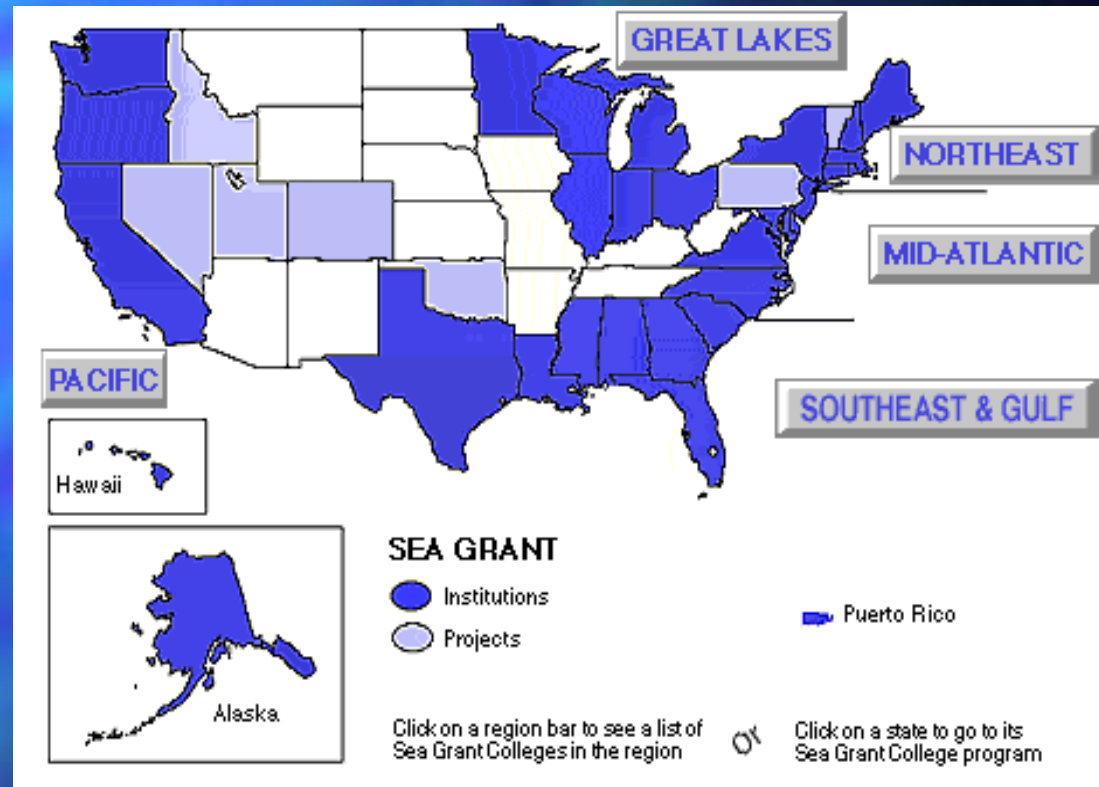 GREAT LAKES
NORTHEAST
MID-ATLANTIC
PACIFIC
SOUTHEAST & GULF
Hawaii
SEA GRANT
Institutions
Projects
Puerto Rico
Alaska
Click on a region bar to see a list of
Sea Grant Colleges in the region
Or
Click on a state to go to its
Sea Grant College program